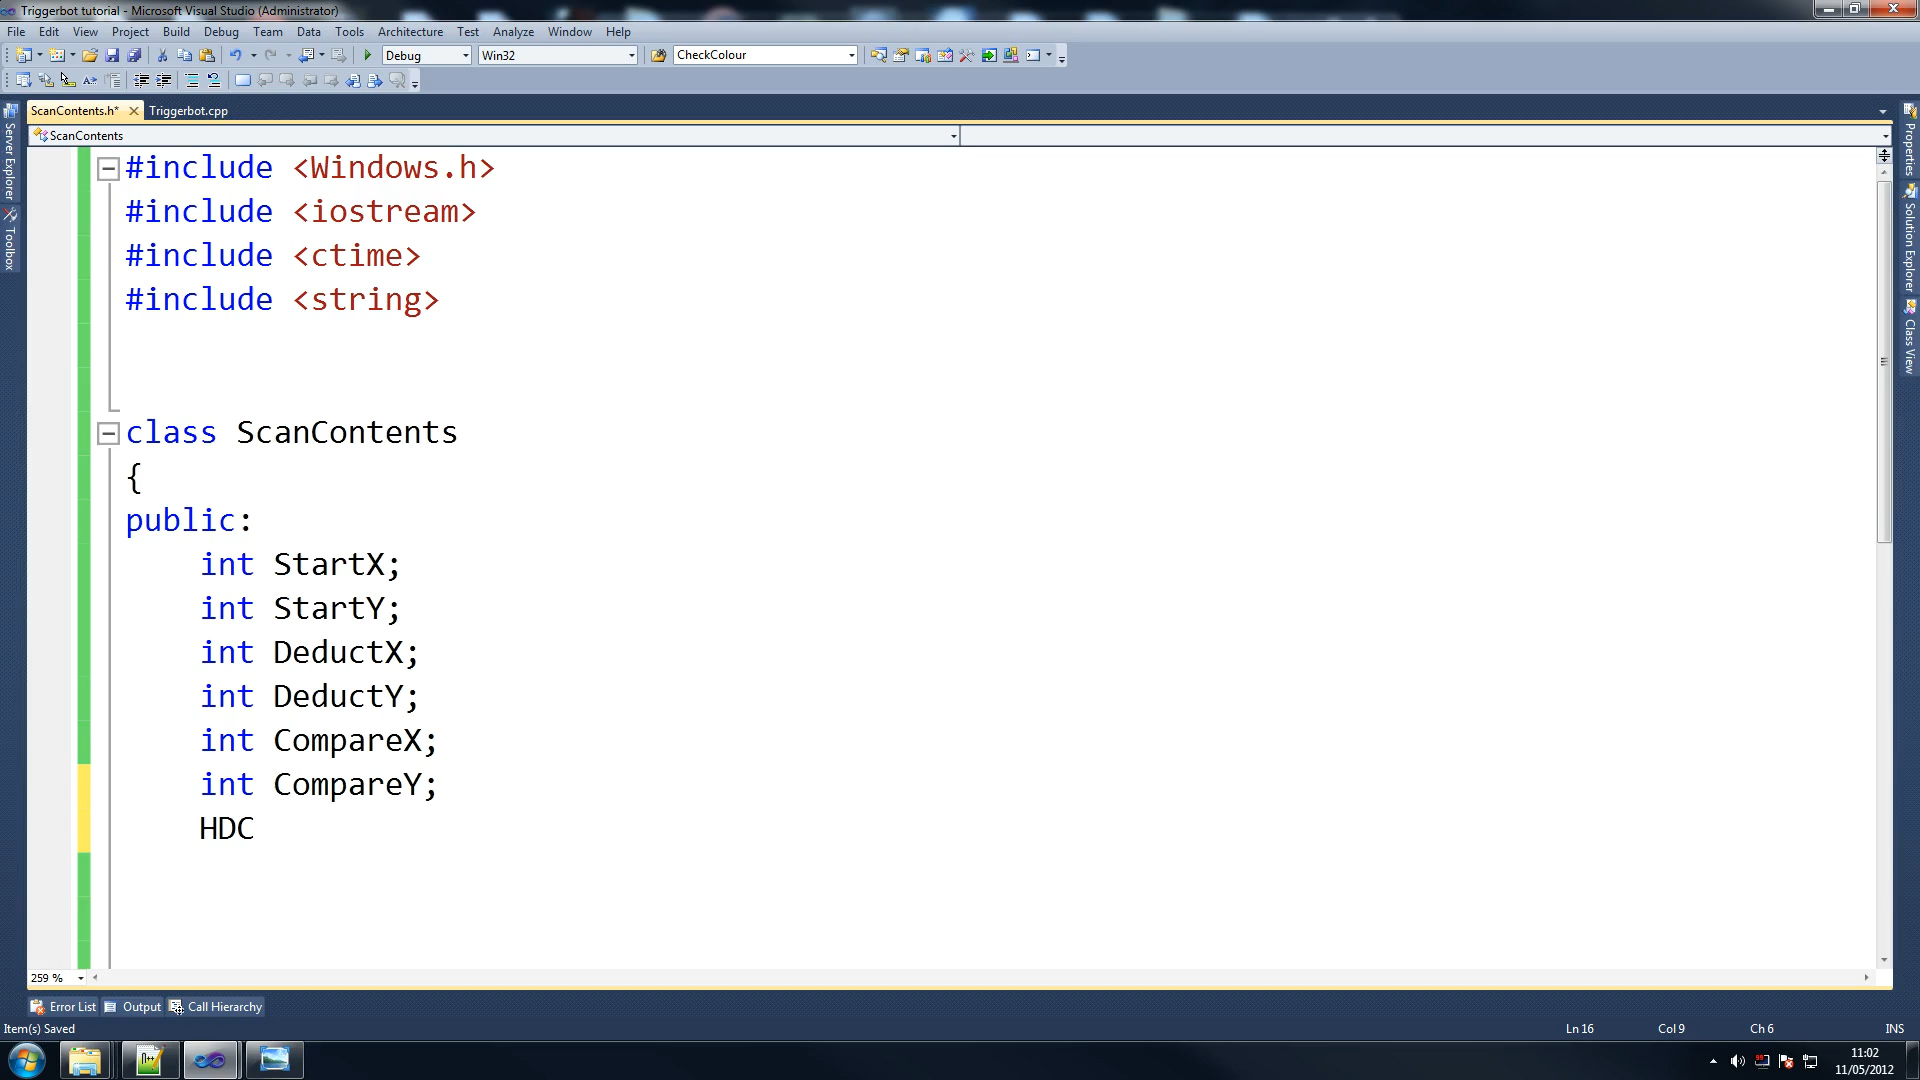 Triggerbot tutorial - Microsoft Visual Studio (Administrator)
File Edit View Project Build Debug Team Data Tools Architecture Test Analyze Window Help
Debug Win32 CheckColour
ScanContents.h* Triggerbot.cpp
ScanContents
Server Explorer
Toolbox
Properties
Solution Explorer
Class View
#include <Windows.h>
#include <iostream>
#include <ctime>
#include <string>
class ScanContents
{
public:
int StartX;
int StartY;
int DeductX;
int DeductY;
int CompareX;
int CompareY;
HDC
259 %
Error List Output Call Hierarchy
Item(s) Saved Ln 16 Col 9 Ch 6 INS
11:02
11/05/2012